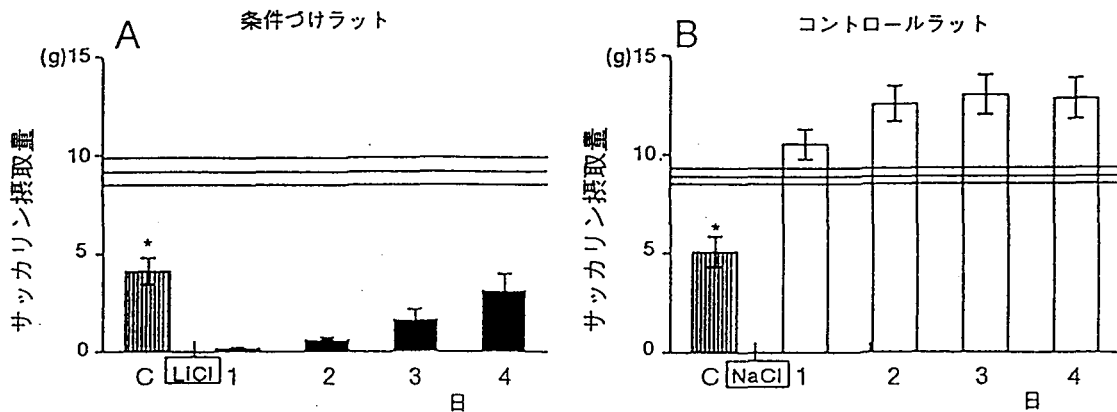 A 条件づけラット
(g)15
10
5
0
サッカリン摂取量
*
C LiCl 1 2 3 4
日
B コントロールラット
(g)15
10
5
0
サッカリン摂取量
*
C NaCl 1 2 3 4
日